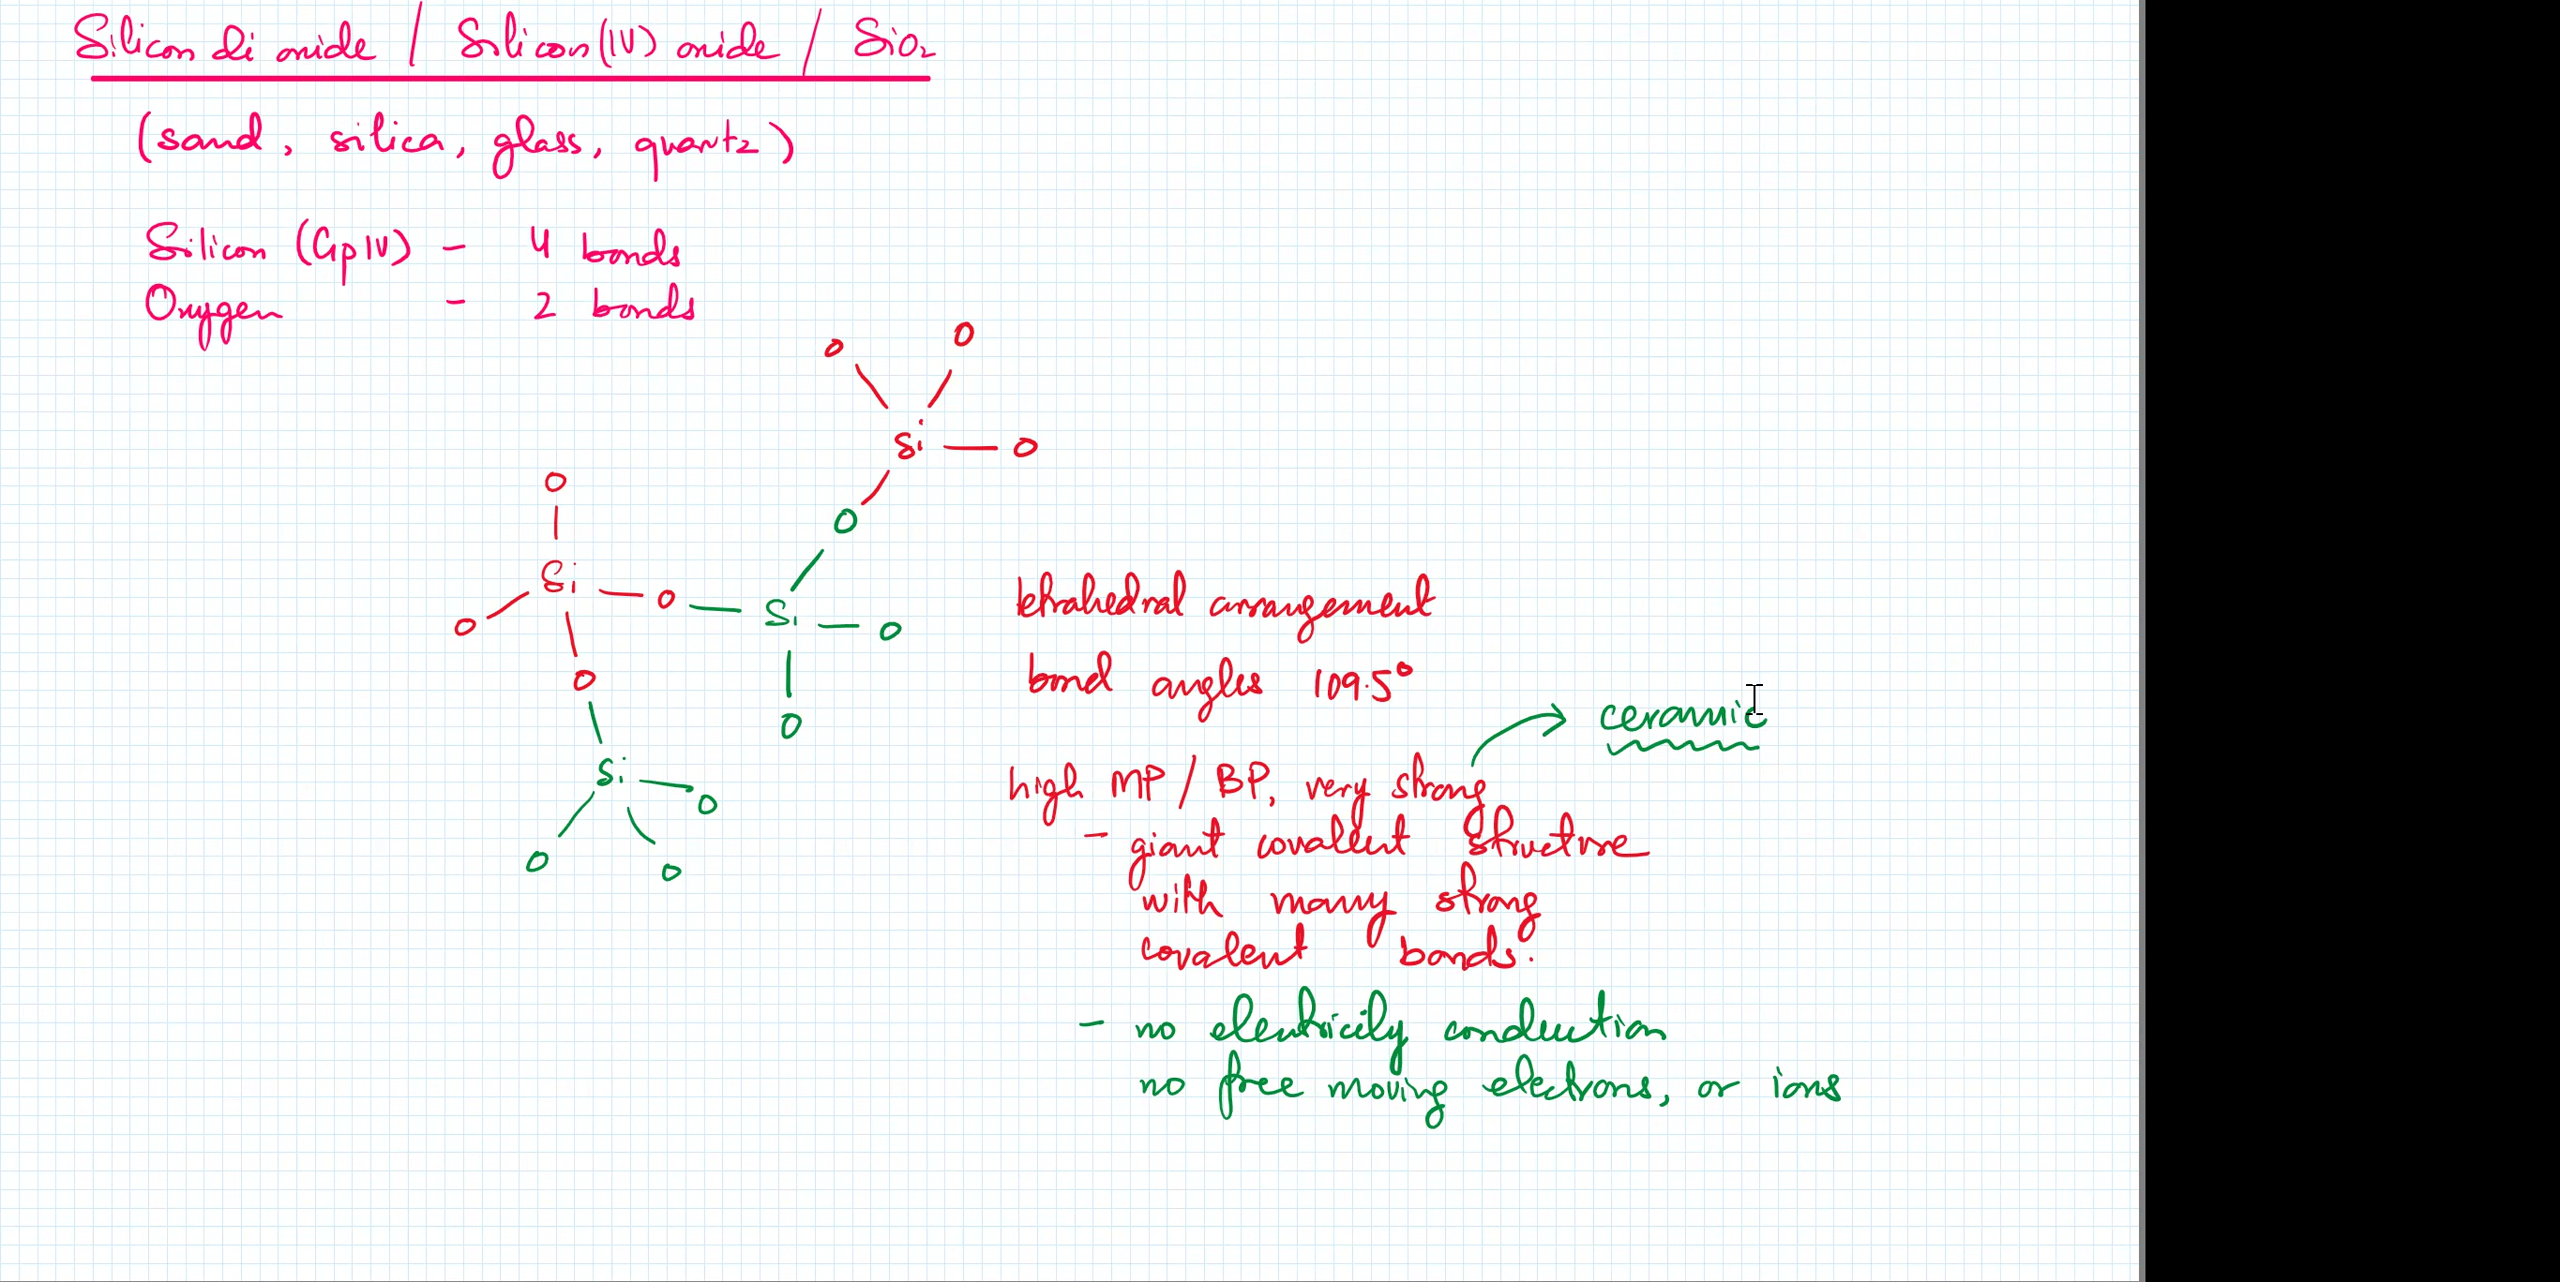 Silicon di oxide / Silicon(IV) oxide / SiO₂
(sand, silica, glass, quartz)
Silicon (Gp IV) - 4 bonds
Oxygen - 2 bonds
O O
Si O
O
O
Si O Si O
O
O
O
Si O
O O
tetrahedral arrangement
bond angles 109.5°
ceramic
high MP / BP, very strong
- giant covalent structure
with many strong
covalent bonds.
- no electricity conduction
no free moving electrons, or ions